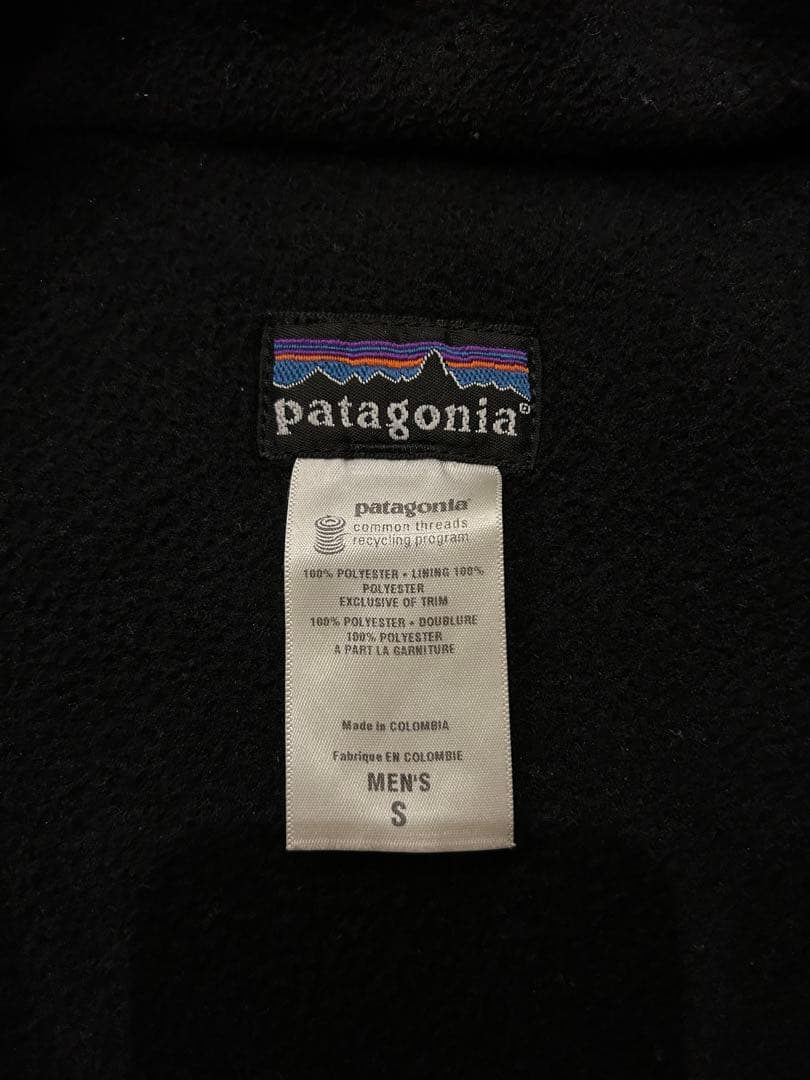 patagonia®
patagonia
common threads
recycling program
100% POLYESTER • LINING 100%
POLYESTER
EXCLUSIVE OF TRIM
100% POLYESTER • DOUBLURE
100% POLYESTER
A PART LA GARNITURE
Made in COLOMBIA
Fabrique EN COLOMBIE
MEN'S
S